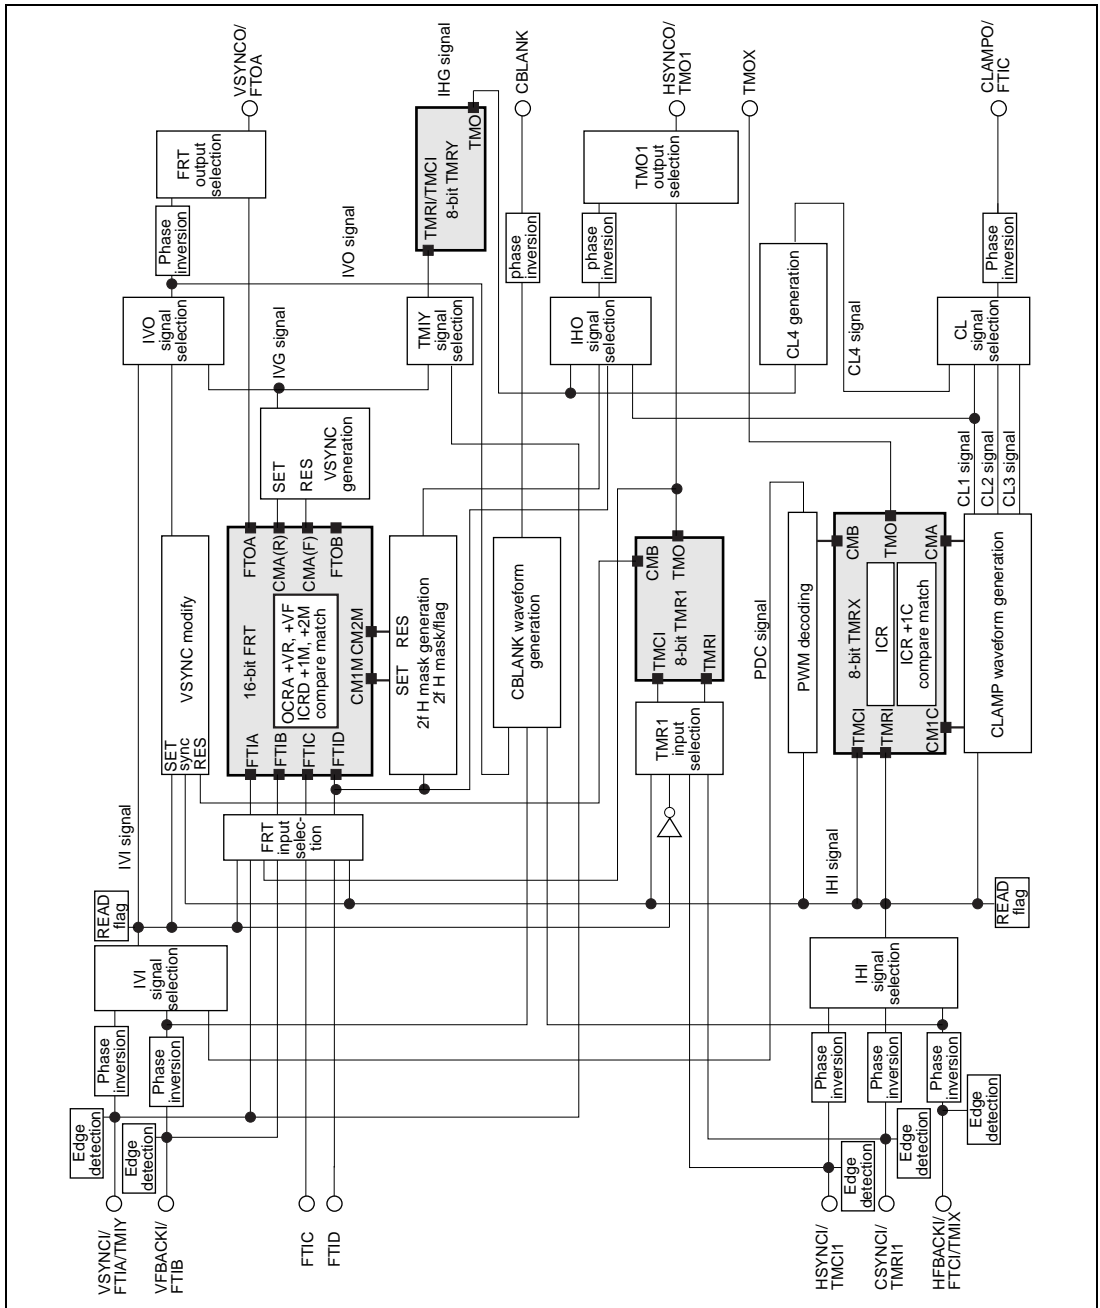 VSYNCO/
FTOA
IHG signal
CBLANK
HSYNCO/
TMO1
TMOX
CLAMPO/
FTIC
FRT
output
selection
TMO
TMRI/TMCI
8-bit TMRY
TMO1
output
selection
Phase
inversion
IVO signal
phase
inversion
phase
inversion
Phase
inversion
IVO
signal
selection
IVG signal
TMIY
signal
selection
IHO
signal
selection
CL4 generation
CL4 signal
CL
signal
selection
SET
RES
VSYNC
generation
CL1 signal
CL2 signal
CL3 signal
VSYNC modify
SET
sync
RES
16-bit FRT
FTOA
CMA(R)
CMA(F)
FTOB
OCRA +VR, +VF
ICRD +1M, +2M
compare match
CM1M CM2M
FTIA
FTIB
FTIC
FTID
SET
RES
2f H mask generation
2f H mask/flag
CBLANK waveform
generation
CMB
TMO
8-bit TMR1
TMCI
TMRI
PDC signal
PWM decoding
CMB
TMO
CMA
8-bit TMRX
ICR
ICR +1C
compare match
TMCI
TMRI
CM1C
CLAMP waveform generation
TMR1
input
selection
FRT
input
selec-
tion
IVI signal
IHI signal
READ
flag
READ
flag
IVI
signal
selection
IHI
signal
selection
Phase
inversion
Phase
inversion
Phase
inversion
Phase
inversion
Phase
inversion
Edge
detection
Edge
detection
Edge
detection
Edge
detection
Edge
detection
VSYNCI/
FTIA/TMIY
VFBACKI/
FTIB
FTIC
FTID
HSYNCI/
TMCI1
CSYNCI/
TMRI1
HFBACKI/
FTCI/TMIX